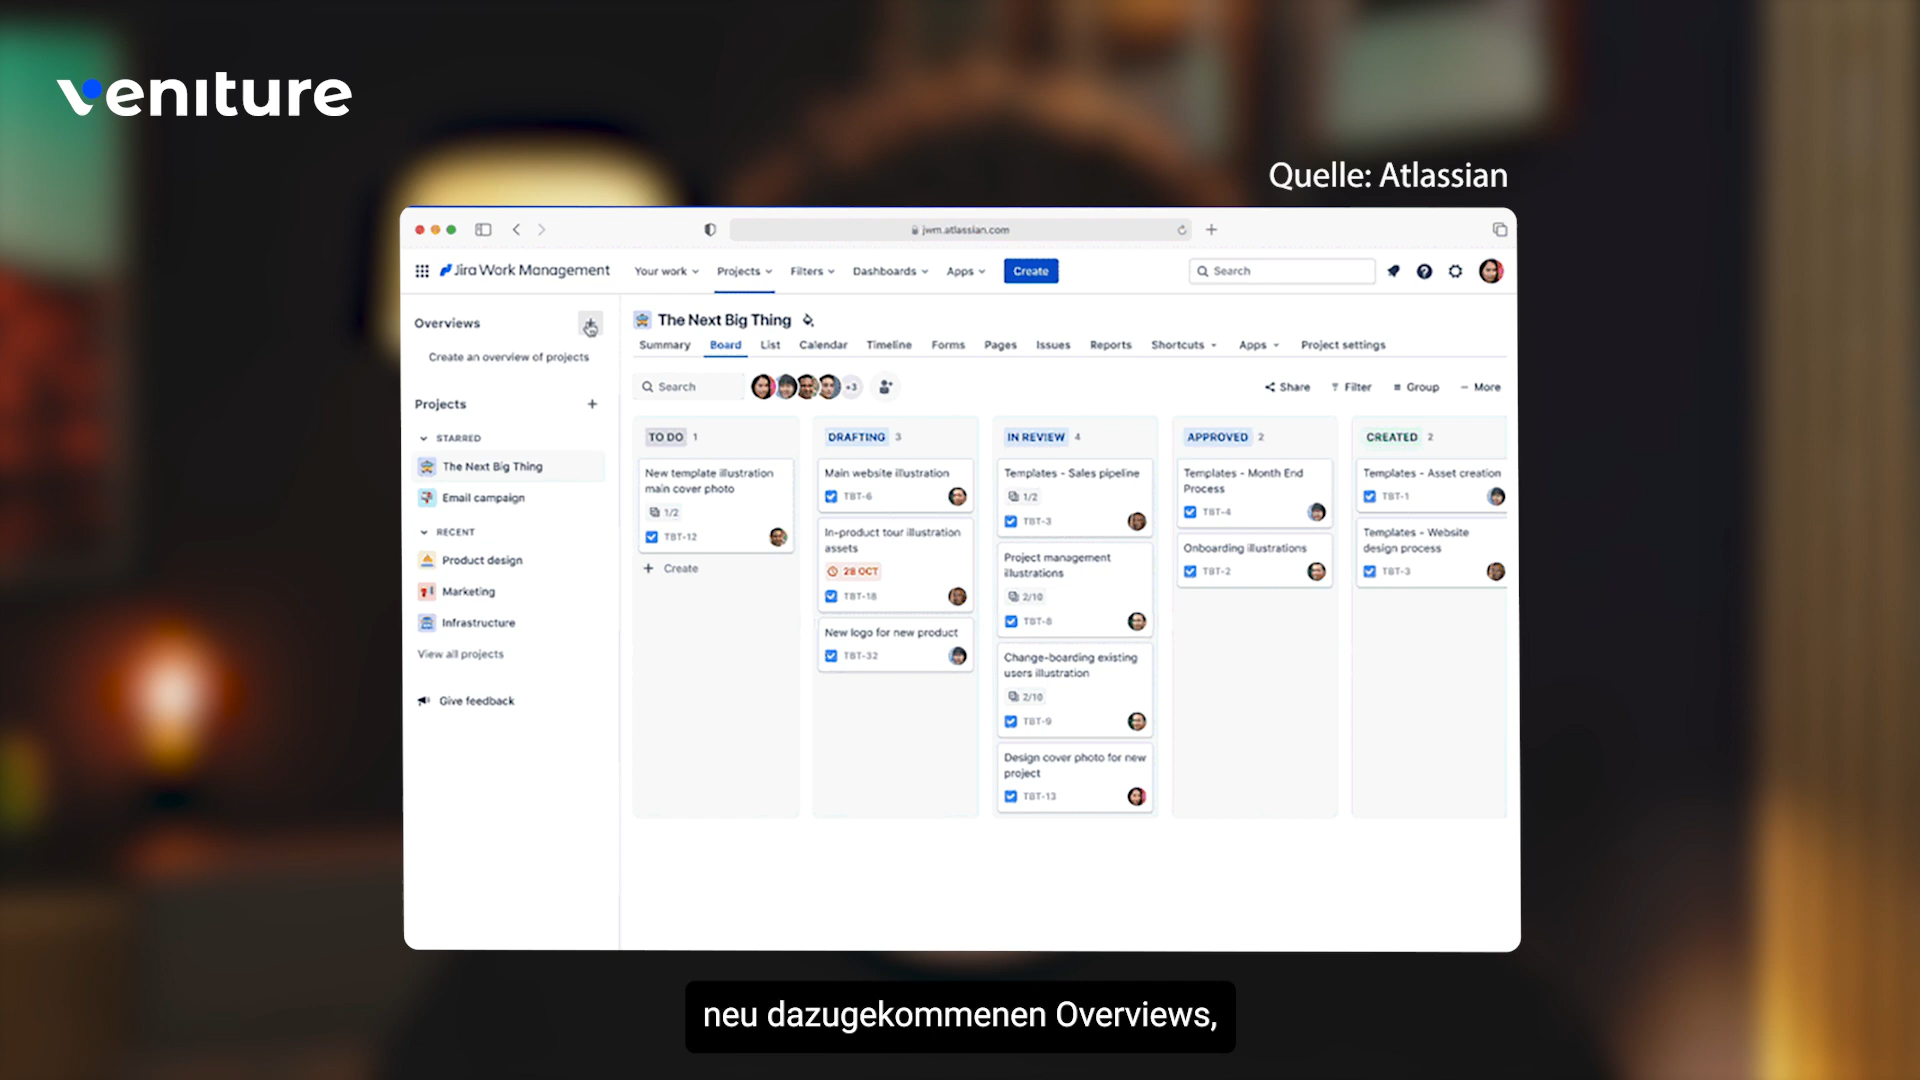 veniture
Quelle: Atlassian
jwm.atlassian.com
Jira Work Management
Your work
Projects
Filters
Dashboards
Apps
Create
Search
Overviews
Create an overview of projects
Projects
STARRED
The Next Big Thing
Email campaign
RECENT
Product design
Marketing
Infrastructure
View all projects
Give feedback
The Next Big Thing
Summary
Board
List
Calendar
Timeline
Forms
Pages
Issues
Reports
Shortcuts
Apps
Project settings
Search
+3
Share
Filter
Group
More
TO DO 1
New template illustration
main cover photo
1/2
TBT-12
Create
DRAFTING 3
Main website illustration
TBT-6
In-product tour illustration
assets
28 OCT
TBT-18
New logo for new product
TBT-32
IN REVIEW 4
Templates - Sales pipeline
1/2
TBT-3
Project management
illustrations
2/10
TBT-8
Change-boarding existing
users illustration
2/10
TBT-9
Design cover photo for new
project
TBT-13
APPROVED 2
Templates - Month End
Process
TBT-4
Onboarding illustrations
TBT-2
CREATED 2
Templates - Asset creation
TBT-1
Templates - Website
design process
TBT-3
neu dazugekommenen Overviews,